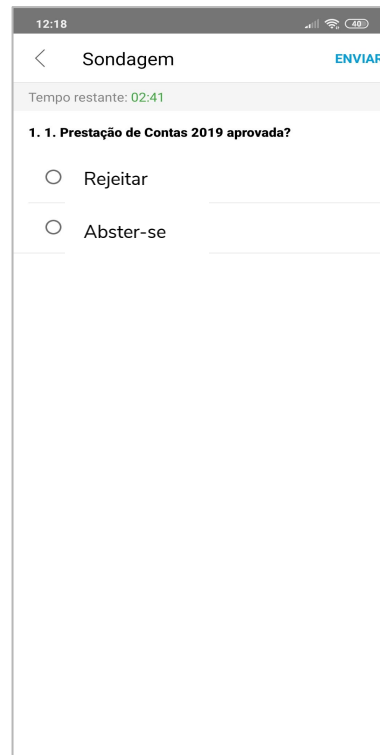 12:18
40
Sondagem
ENVIAR
Tempo restante: 02:41
1. 1. Prestação de Contas 2019 aprovada?
Rejeitar
Abster-se